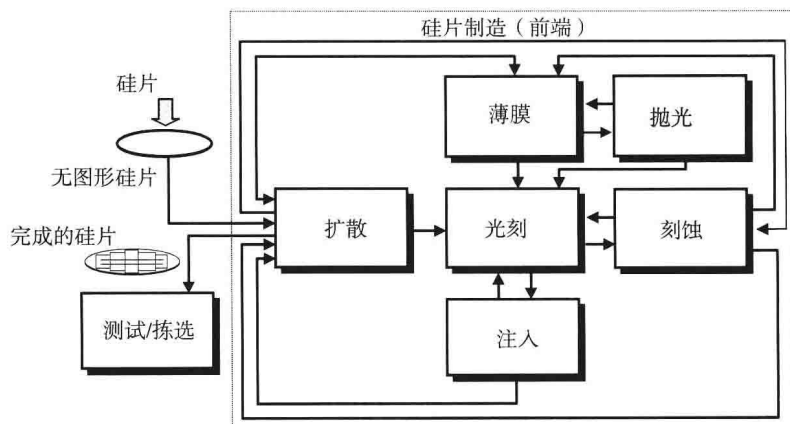 硅片制造（前端）
硅片
薄膜
抛光
无图形硅片
扩散
光刻
刻蚀
完成的硅片
测试/拣选
注入